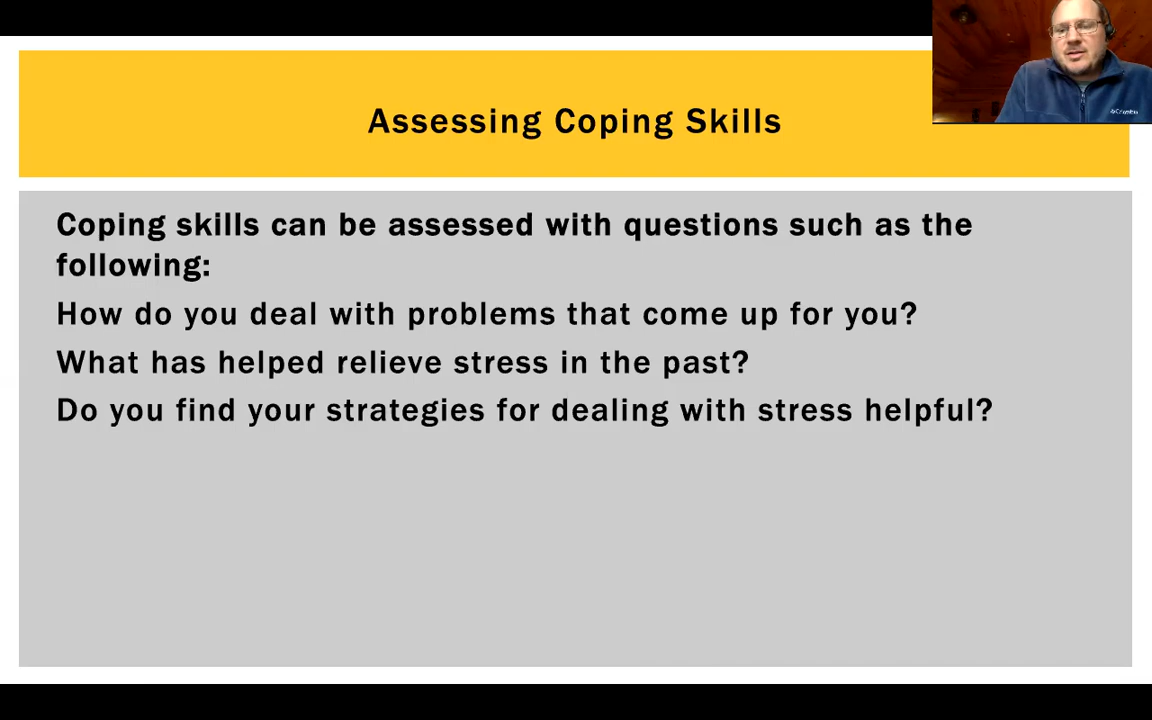 Assessing Coping Skills
Coping skills can be assessed with questions such as the
following:
How do you deal with problems that come up for you?
What has helped relieve stress in the past?
Do you find your strategies for dealing with stress helpful?
Columbia